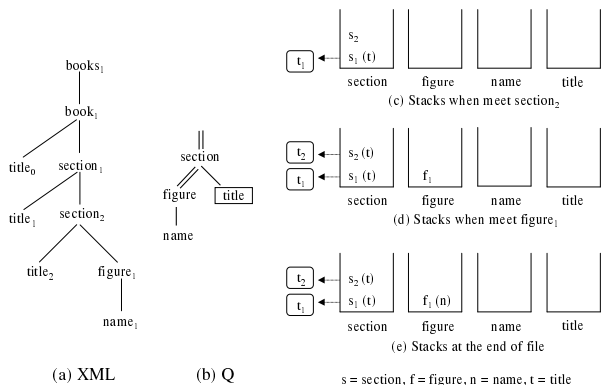 books1
book1
title0
section1
title1
section2
title2
figure1
name1
(a) XML
section
figure
title
name
(b) Q
s2
t1
s1 (t)
section figure name title
(c) Stacks when meet section2
t2
s2 (t)
t1
s1 (t)
f1
section figure name title
(d) Stacks when meet figure1
t2
s2 (t)
t1
s1 (t)
f1 (n)
section figure name title
(e) Stacks at the end of file
s = section, f = figure, n = name, t = title